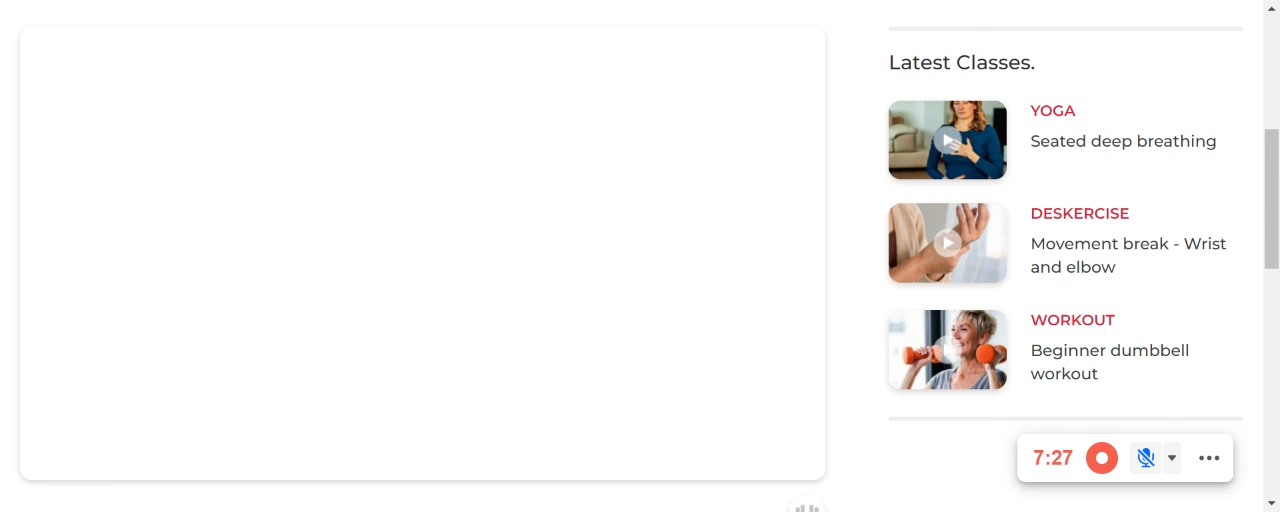 Latest Classes.
YOGA
Seated deep breathing
DESKERCISE
Movement break - Wrist
and elbow
WORKOUT
Beginner dumbbell
workout
7:27